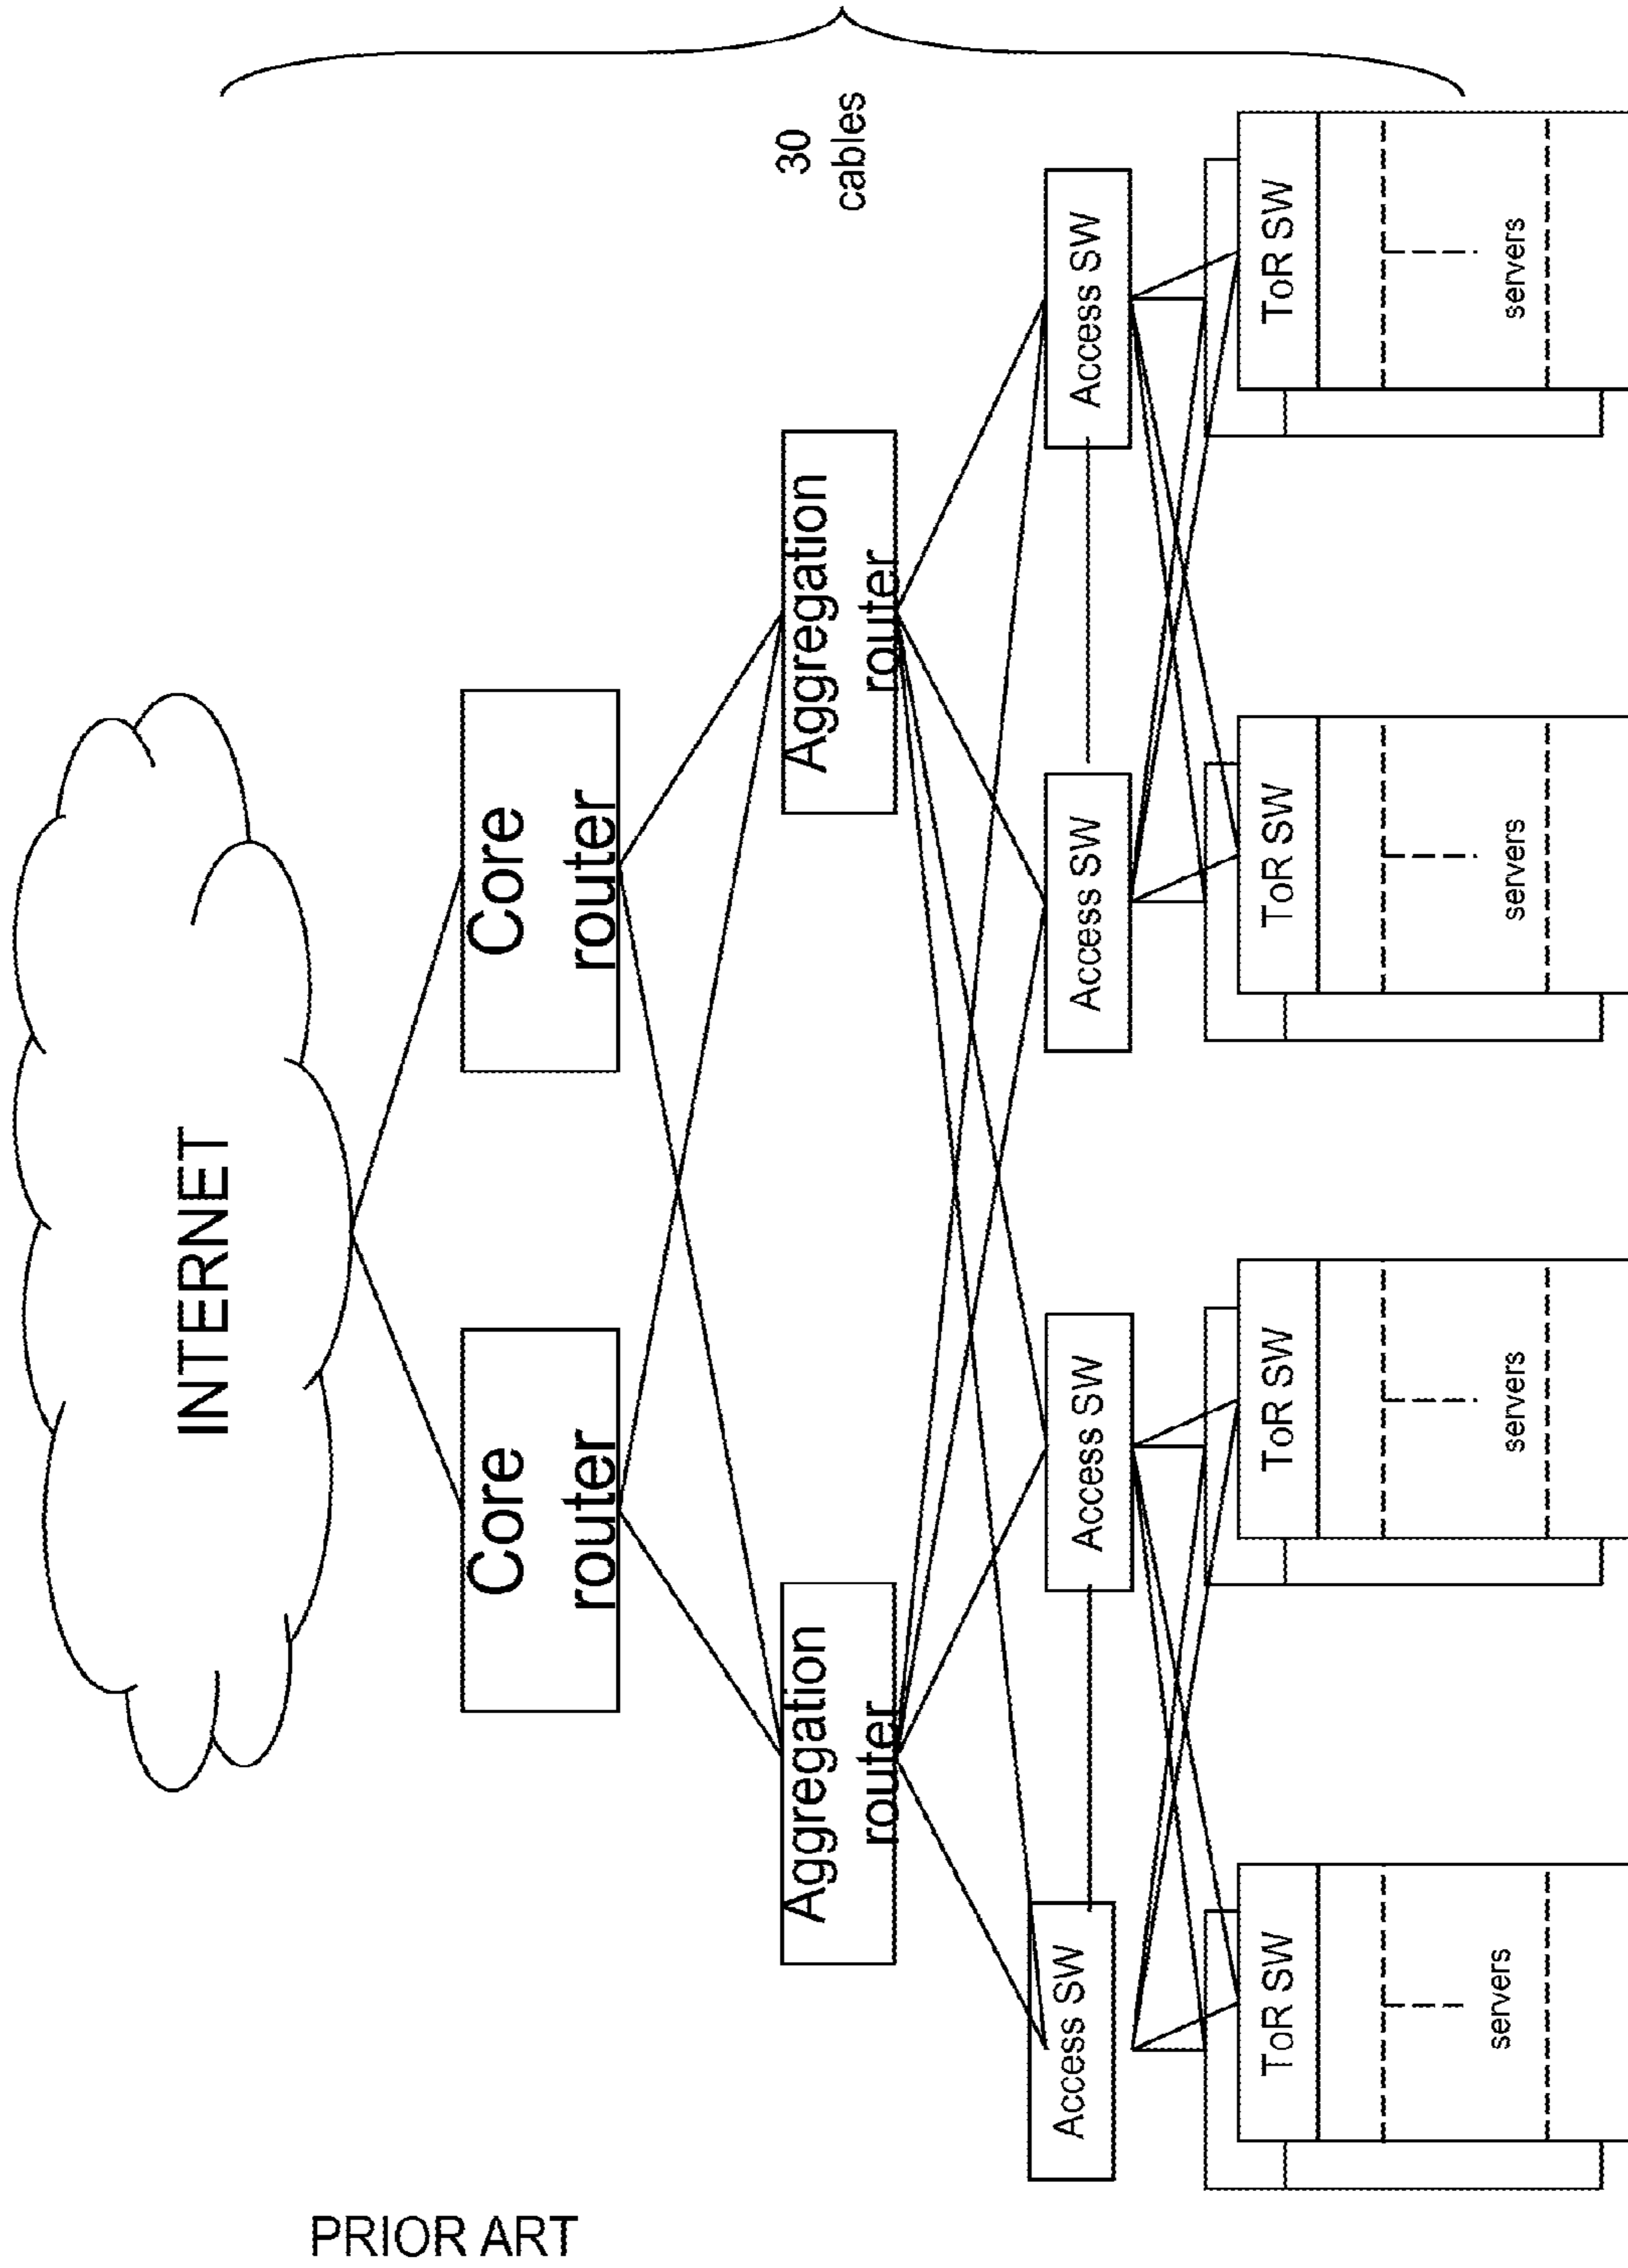 PRIOR ART
INTERNET
Core
router
Core
router
Aggregation
router
Aggregation
router
30
cables
Access SW
Access SW
Access SW
Access SW
ToR SW
ToR SW
ToR SW
ToR SW
servers
servers
servers
servers